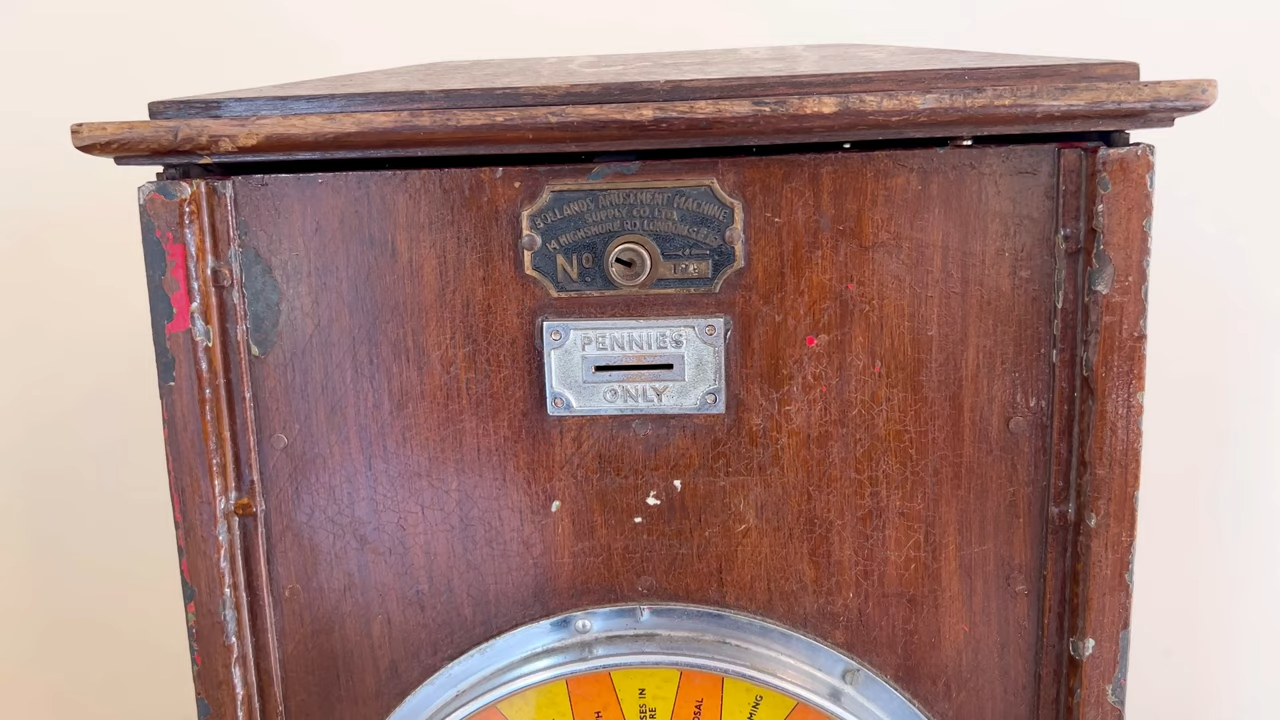 BOLLANDS AMUSEMENT MACHINE
SUPPLY CO. LTD.
14 HIGHSHORE RD. LONDON S.E.15
No
PENNIES
ONLY